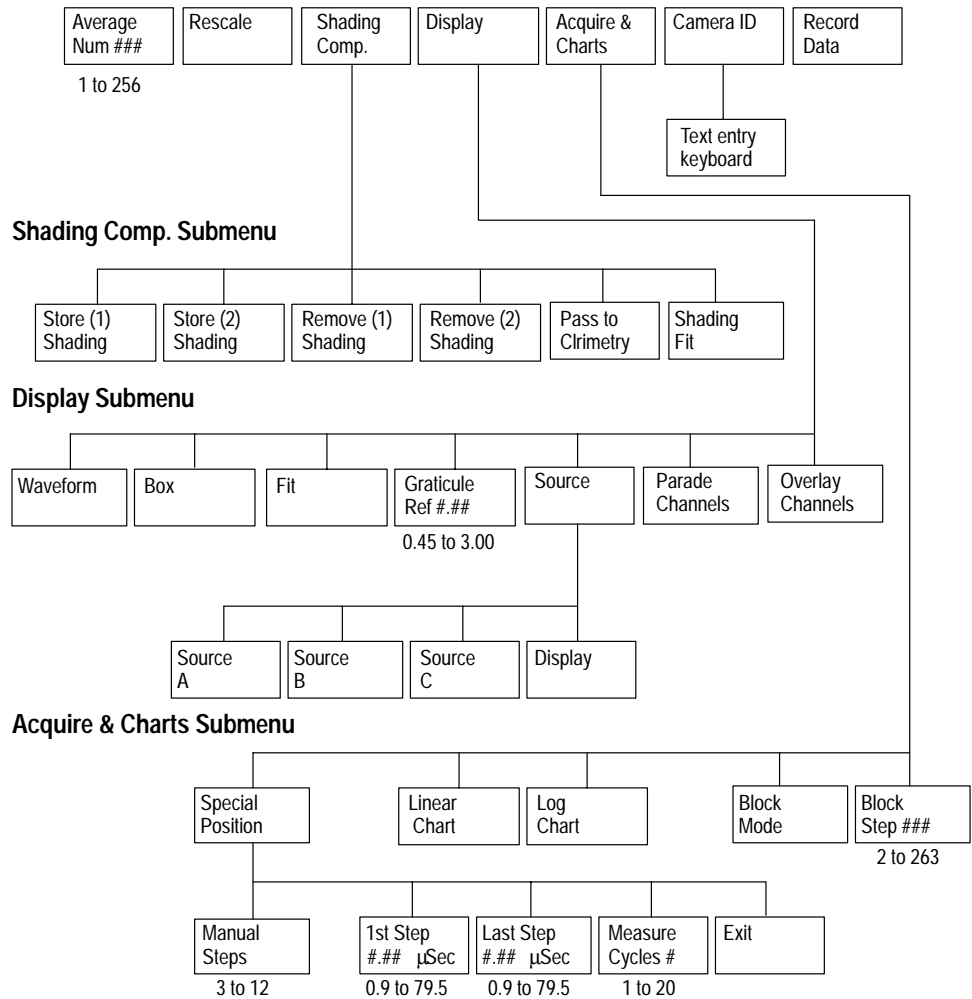 Average
Num ###
Rescale
Shading
Comp.
Display
Acquire &
Charts
Camera ID
Record
Data
1 to 256
Text entry
keyboard
Shading Comp. Submenu
Store (1)
Shading
Store (2)
Shading
Remove (1)
Shading
Remove (2)
Shading
Pass to
Clrimetry
Shading
Fit
Display Submenu
Waveform
Box
Fit
Graticule
Ref #.##
Source
Parade
Channels
Overlay
Channels
0.45 to 3.00
Source
A
Source
B
Source
C
Display
Acquire & Charts Submenu
Special
Position
Linear
Chart
Log
Chart
Block
Mode
Block
Step ###
2 to 263
Manual
Steps
1st Step
#.## µSec
Last Step
#.## µSec
Measure
Cycles #
Exit
3 to 12
0.9 to 79.5
0.9 to 79.5
1 to 20